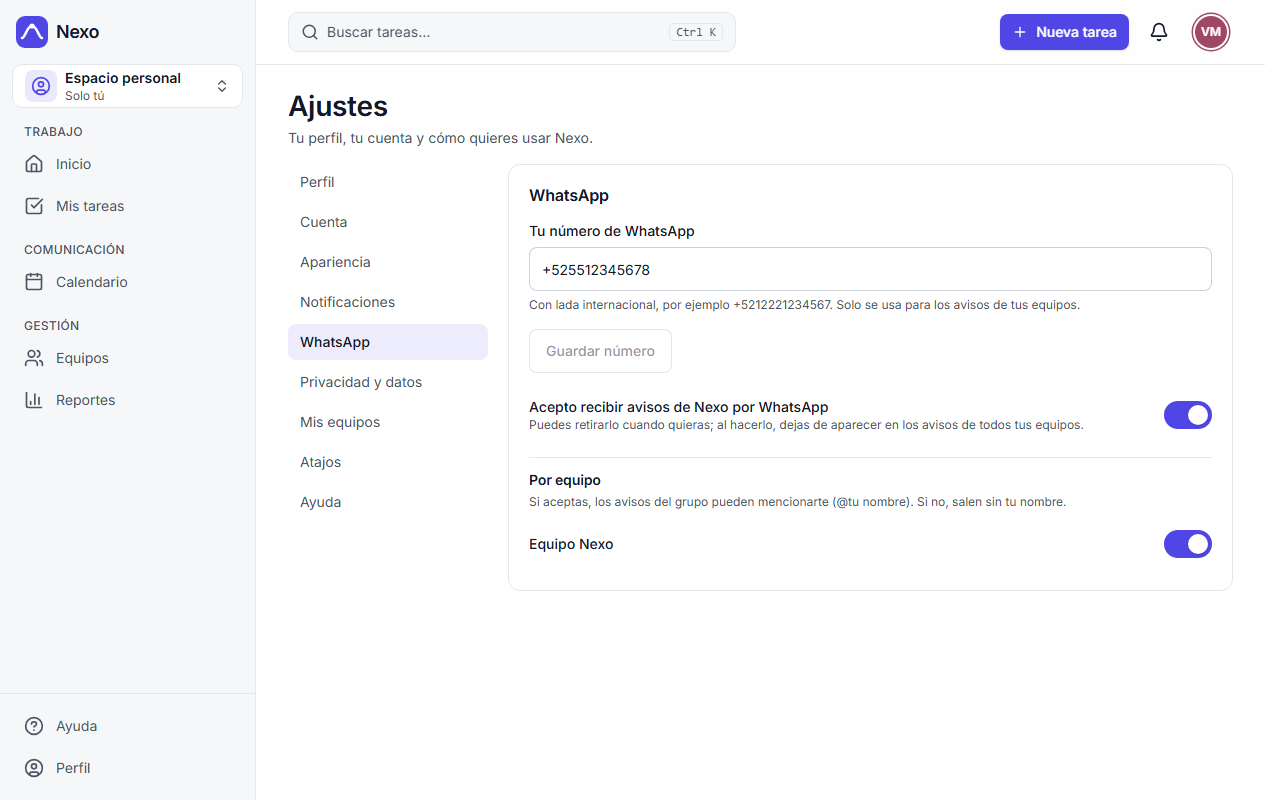 Nexo
Buscar tareas...
Ctrl K
+ Nueva tarea
VM
Espacio personal
Solo tú
TRABAJO
Inicio
Mis tareas
COMUNICACIÓN
Calendario
GESTIÓN
Equipos
Reportes
Ayuda
Perfil
Ajustes
Tu perfil, tu cuenta y cómo quieres usar Nexo.
Perfil
Cuenta
Apariencia
Notificaciones
WhatsApp
Privacidad y datos
Mis equipos
Atajos
Ayuda
WhatsApp
Tu número de WhatsApp
+525512345678
Con lada internacional, por ejemplo +5212221234567. Solo se usa para los avisos de tus equipos.
Guardar número
Acepto recibir avisos de Nexo por WhatsApp
Puedes retirarlo cuando quieras; al hacerlo, dejas de aparecer en los avisos de todos tus equipos.
Por equipo
Si aceptas, los avisos del grupo pueden mencionarte (@tu nombre). Si no, salen sin tu nombre.
Equipo Nexo